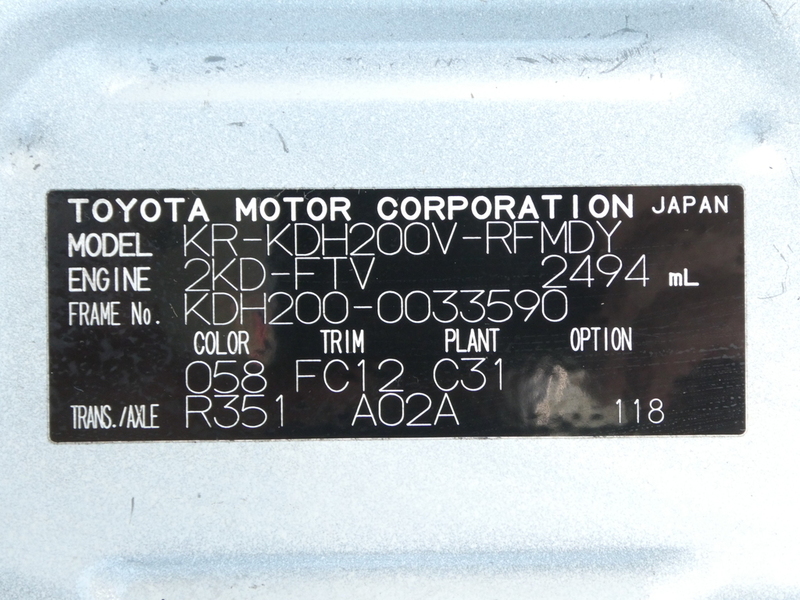 TOYOTA MOTOR CORPORATION JAPAN
MODEL KR-KDH200V-RFMDY
ENGINE 2KD-FTV 2494 mL
FRAME No. KDH200-0033590
COLOR TRIM PLANT OPTION
058 FC12 C31
TRANS./AXLE R351 A02A 118